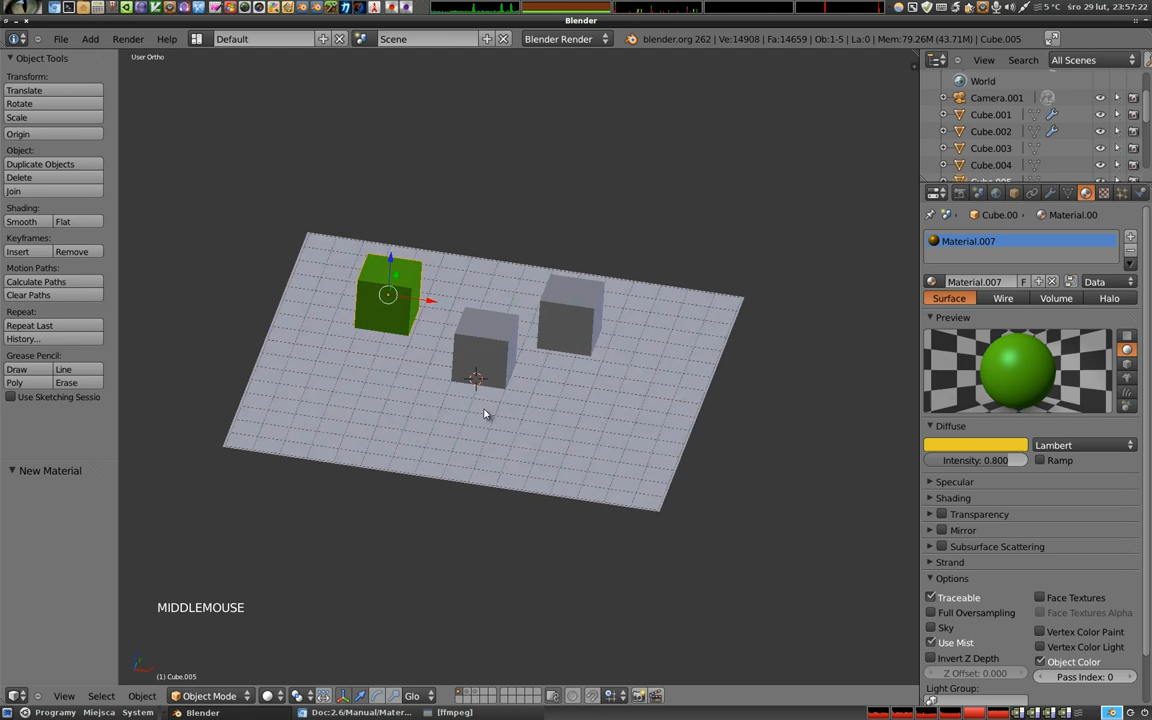 5 °C śro 29 lut, 23:57:22
Blender
File Add Render Help Default Scene Blender Render blender.org 262 | Ve:14908 | Fa:14659 | Ob:1-5 | La:0 | Mem:79.26M (43.71M) | Cube.005
Object Tools
Transform:
Translate
Rotate
Scale
Origin
Object:
Duplicate Objects
Delete
Join
Shading:
Smooth Flat
Keyframes:
Insert Remove
Motion Paths:
Calculate Paths
Clear Paths
Repeat:
Repeat Last
History...
Grease Pencil:
Draw Line
Poly Erase
Use Sketching Sessio
New Material
User Ortho
MIDDLEMOUSE
(1) Cube.005
View Select Object Object Mode Glo
View Search All Scenes
World
Camera.001
Cube.001
Cube.002
Cube.003
Cube.004
Cube.00 Material.00
Material.007
Material.007 F Data
Surface Wire Volume Halo
Preview
Diffuse
Lambert
Intensity: 0.800 Ramp
Specular
Shading
Transparency
Mirror
Subsurface Scattering
Strand
Options
Traceable Face Textures
Full Oversampling Face Textures Alpha
Sky Vertex Color Paint
Use Mist Vertex Color Light
Invert Z Depth Object Color
Z Offset: 0.000 Pass Index: 0
Light Group:
Programy Miejsca System Blender Doc:2.6/Manual/Mater... [ffmpeg]